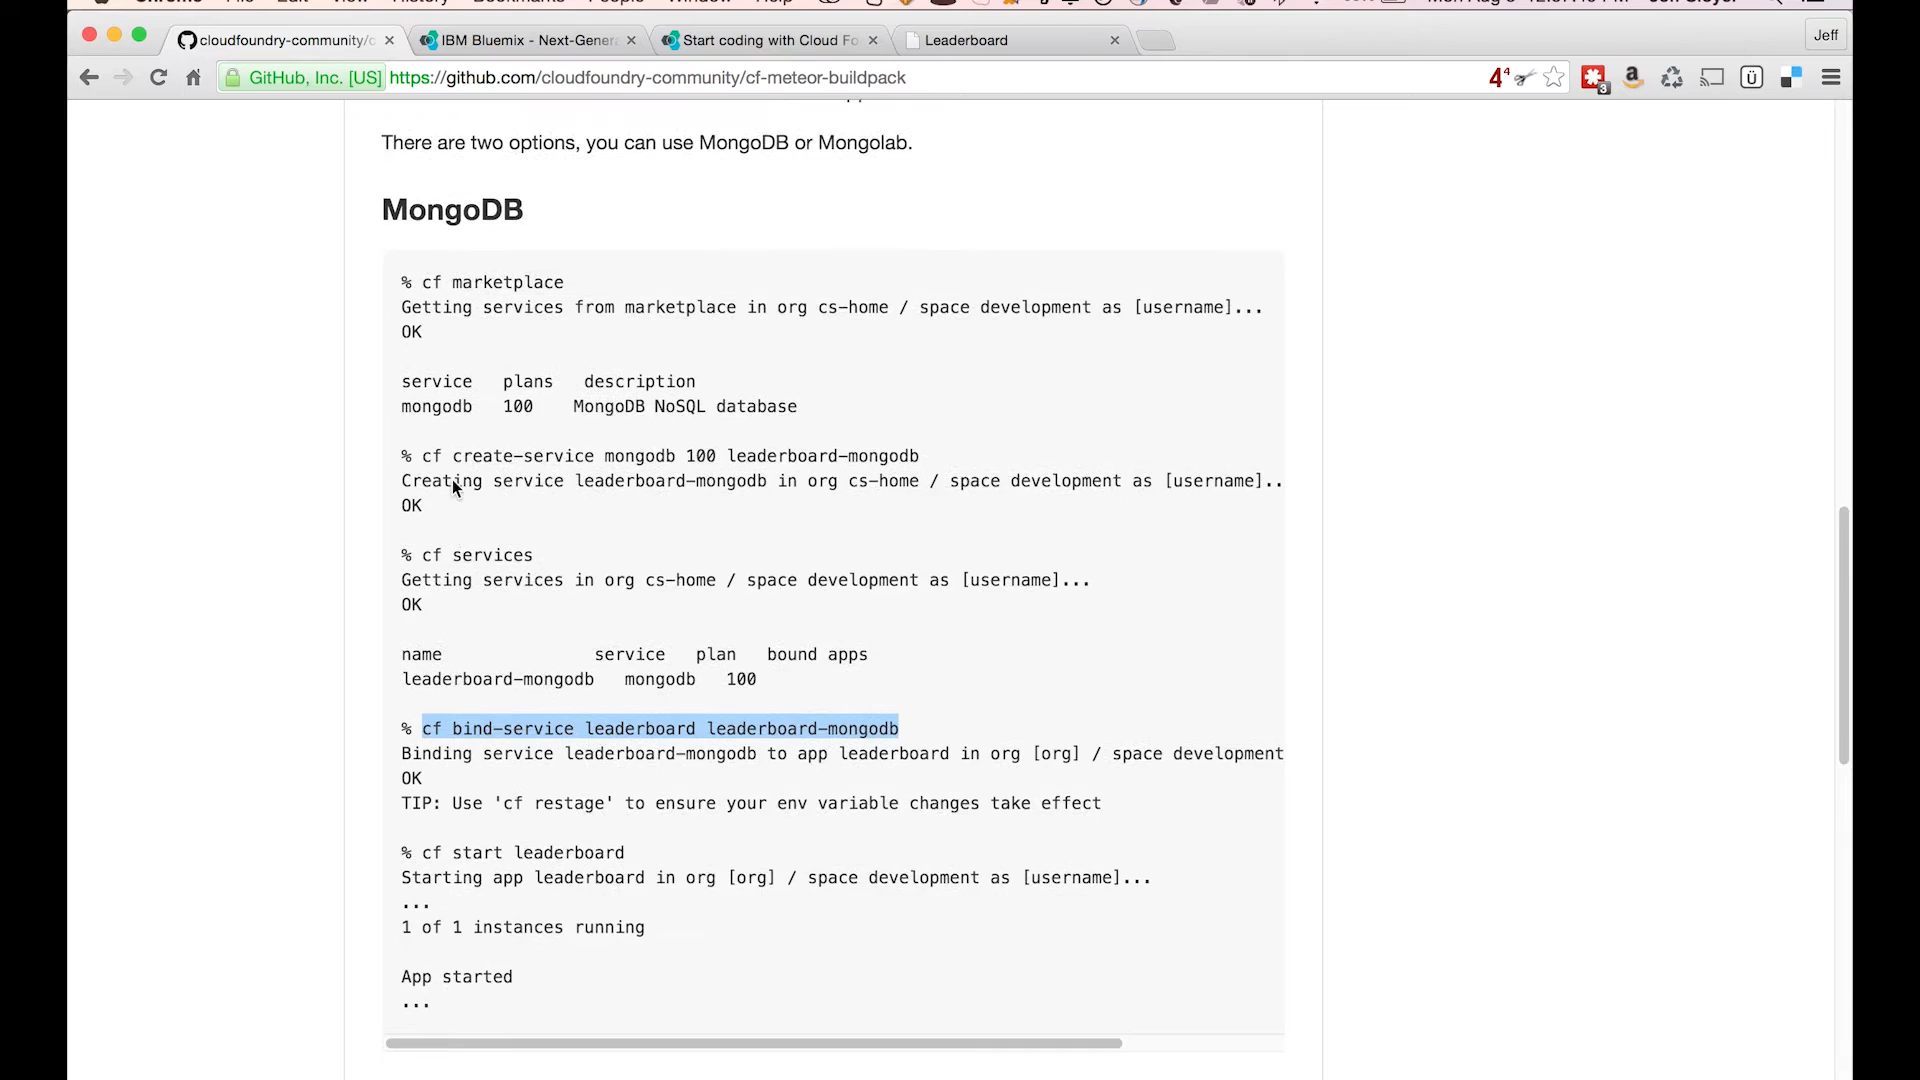 cloudfoundry-community/c
IBM Bluemix - Next-Gener
Start coding with Cloud Fo
Leaderboard
Jeff
GitHub, Inc. [US] https://github.com/cloudfoundry-community/cf-meteor-buildpack
There are two options, you can use MongoDB or Mongolab.
MongoDB
% cf marketplace
Getting services from marketplace in org cs-home / space development as [username]...
OK
service plans description
mongodb 100 MongoDB NoSQL database
% cf create-service mongodb 100 leaderboard-mongodb
Creating service leaderboard-mongodb in org cs-home / space development as [username]..
OK
% cf services
Getting services in org cs-home / space development as [username]...
OK
name service plan bound apps
leaderboard-mongodb mongodb 100
% cf bind-service leaderboard leaderboard-mongodb
Binding service leaderboard-mongodb to app leaderboard in org [org] / space development
OK
TIP: Use 'cf restage' to ensure your env variable changes take effect
% cf start leaderboard
Starting app leaderboard in org [org] / space development as [username]...
...
1 of 1 instances running
App started
...